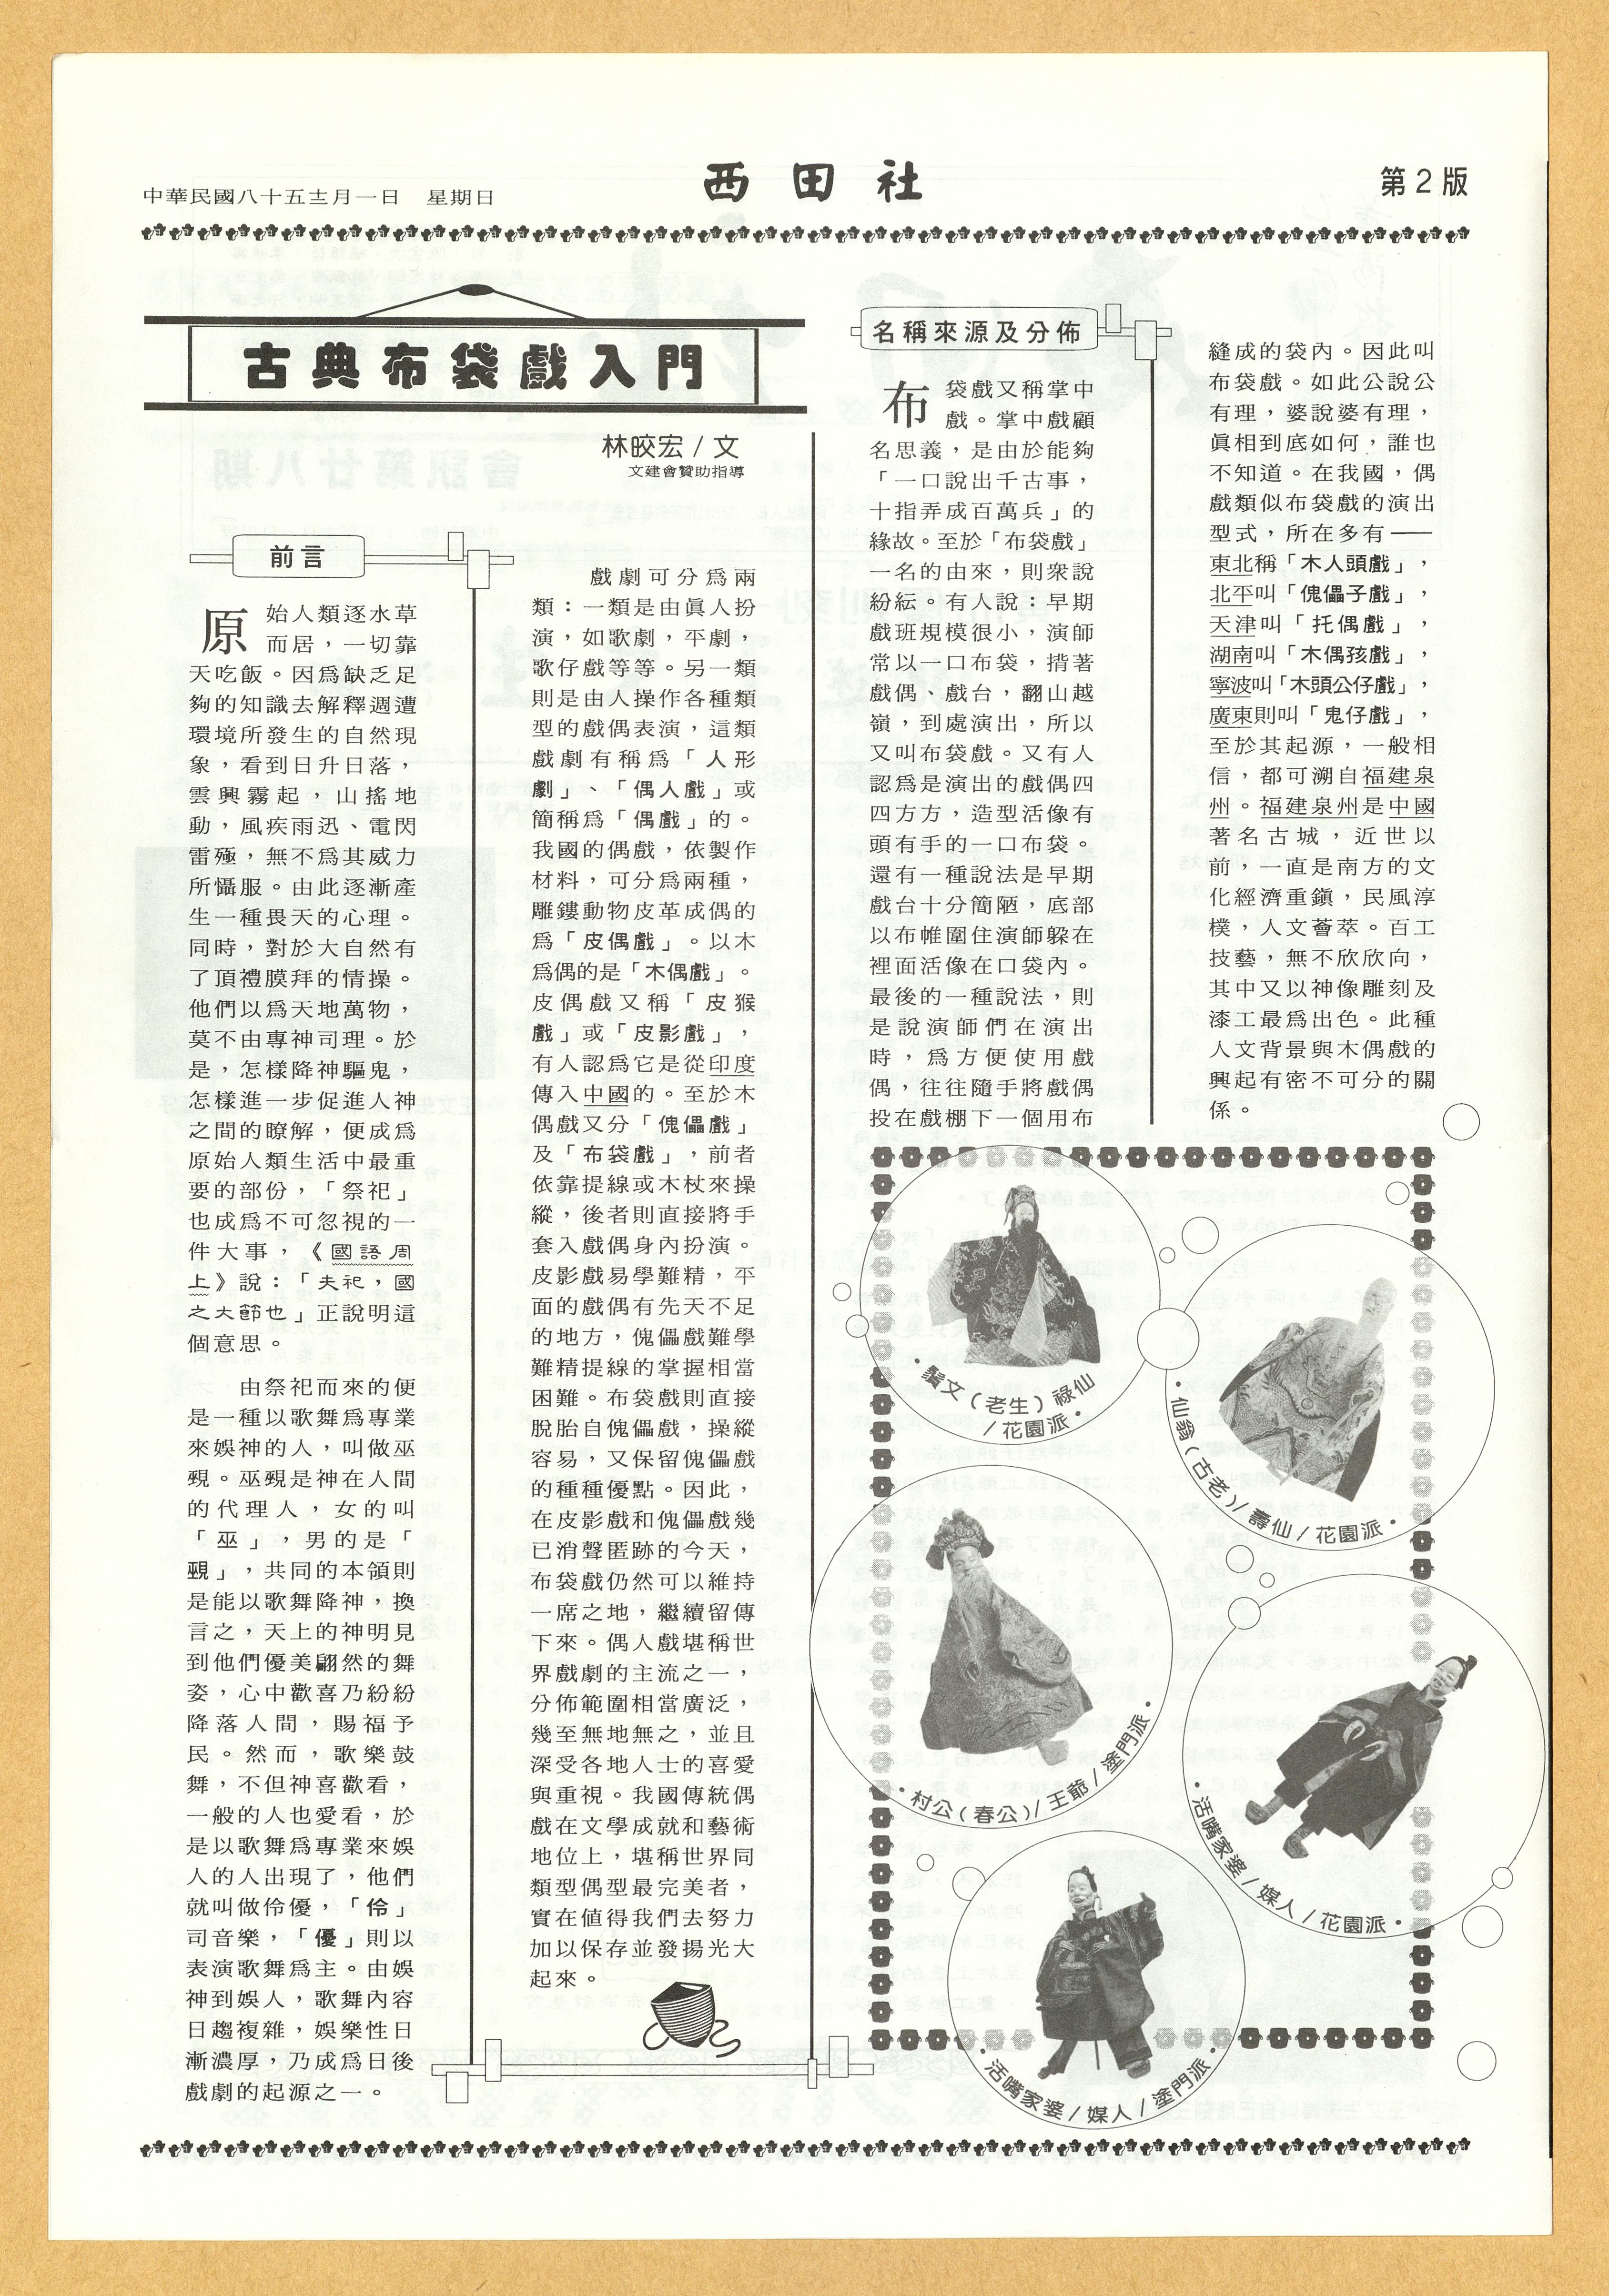 中華民國八十五年十二月一日　星期日
西田社
第2版
古典布袋戲入門
林皎宏／文
文建會贊助指導
前言
原始人類逐水草
而居，一切靠
天吃飯。因爲缺乏足
夠的知識去解釋週遭
環境所發生的自然現
象，看到日升日落，
雲興霧起，山搖地
動，風疾雨迅、電閃
雷殛，無不爲其威力
所懾服。由此逐漸產
生一種畏天的心理。
同時，對於大自然有
了頂禮膜拜的情操。
他們以爲天地萬物，
莫不由專神司理。於
是，怎樣降神驅鬼，
怎樣進一步促進人神
之間的瞭解，便成爲
原始人類生活中最重
要的部份，「祭祀」
也成爲不可忽視的一
件大事，《國語周
上》說：「夫祀，國
之大節也」正說明這
個意思。
由祭祀而來的便
是一種以歌舞爲專業
來娛神的人，叫做巫
覡。巫覡是神在人間
的代理人，女的叫
「巫」，男的是「
覡」，共同的本領則
是能以歌舞降神，換
言之，天上的神明見
到他們優美翩然的舞
姿，心中歡喜乃紛紛
降落人間，賜福予
民。然而，歌樂鼓
舞，不但神喜歡看，
一般的人也愛看，於
是以歌舞爲專業來娛
人的人出現了，他們
就叫做伶優，「伶」
司音樂，「優」則以
表演歌舞爲主。由娛
神到娛人，歌舞內容
日趨複雜，娛樂性日
漸濃厚，乃成爲日後
戲劇的起源之一。
戲劇可分爲兩
類：一類是由眞人扮
演，如歌劇，平劇，
歌仔戲等等。另一類
則是由人操作各種類
型的戲偶表演，這類
戲劇有稱爲「人形
劇」、「偶人戲」或
簡稱爲「偶戲」的。
我國的偶戲，依製作
材料，可分爲兩種，
雕鏤動物皮革成偶的
爲「皮偶戲」。以木
爲偶的是「木偶戲」。
皮偶戲又稱「皮猴
戲」或「皮影戲」，
有人認爲它是從印度
傳入中國的。至於木
偶戲又分「傀儡戲」
及「布袋戲」，前者
依靠提線或木杖來操
縱，後者則直接將手
套入戲偶身內扮演。
皮影戲易學難精，平
面的戲偶有先天不足
的地方，傀儡戲難學
難精提線的掌握相當
困難。布袋戲則直接
脫胎自傀儡戲，操縱
容易，又保留傀儡戲
的種種優點。因此，
在皮影戲和傀儡戲幾
已消聲匿跡的今天，
布袋戲仍然可以維持
一席之地，繼續留傳
下來。偶人戲堪稱世
界戲劇的主流之一，
分佈範圍相當廣泛，
幾至無地無之，並且
深受各地人士的喜愛
與重視。我國傳統偶
戲在文學成就和藝術
地位上，堪稱世界同
類型偶型最完美者，
實在値得我們去努力
加以保存並發揚光大
起來。
名稱來源及分佈
布袋戲又稱掌中
戲。掌中戲顧
名思義，是由於能夠
「一口說出千古事，
十指弄成百萬兵」的
緣故。至於「布袋戲」
一名的由來，則衆說
紛紜。有人說：早期
戲班規模很小，演師
常以一口布袋，揹著
戲偶、戲台，翻山越
嶺，到處演出，所以
又叫布袋戲。又有人
認爲是演出的戲偶四
四方方，造型活像有
頭有手的一口布袋。
還有一種說法是早期
戲台十分簡陋，底部
以布帷圍住演師躲在
裡面活像在口袋內。
最後的一種說法，則
是說演師們在演出
時，爲方便使用戲
偶，往往隨手將戲偶
投在戲棚下一個用布
縫成的袋內。因此叫
布袋戲。如此公說公
有理，婆說婆有理，
眞相到底如何，誰也
不知道。在我國，偶
戲類似布袋戲的演出
型式，所在多有——
東北稱「木人頭戲」，
北平叫「傀儡子戲」，
天津叫「托偶戲」，
湖南叫「木偶孩戲」，
寧波叫「木頭公仔戲」，
廣東則叫「鬼仔戲」，
至於其起源，一般相
信，都可溯自福建泉
州。福建泉州是中國
著名古城，近世以
前，一直是南方的文
化經濟重鎭，民風淳
樸，人文薈萃。百工
技藝，無不欣欣向，
其中又以神像雕刻及
漆工最爲出色。此種
人文背景與木偶戲的
興起有密不可分的關
係。
・鬚文（老生）祿仙
／花園派・
・仙翁（古老）／壽仙／花園派・
・村公（春公）／王爺／塗門派・
・活嘴家婆／媒人／花園派・
・活嘴家婆／媒人／塗門派・